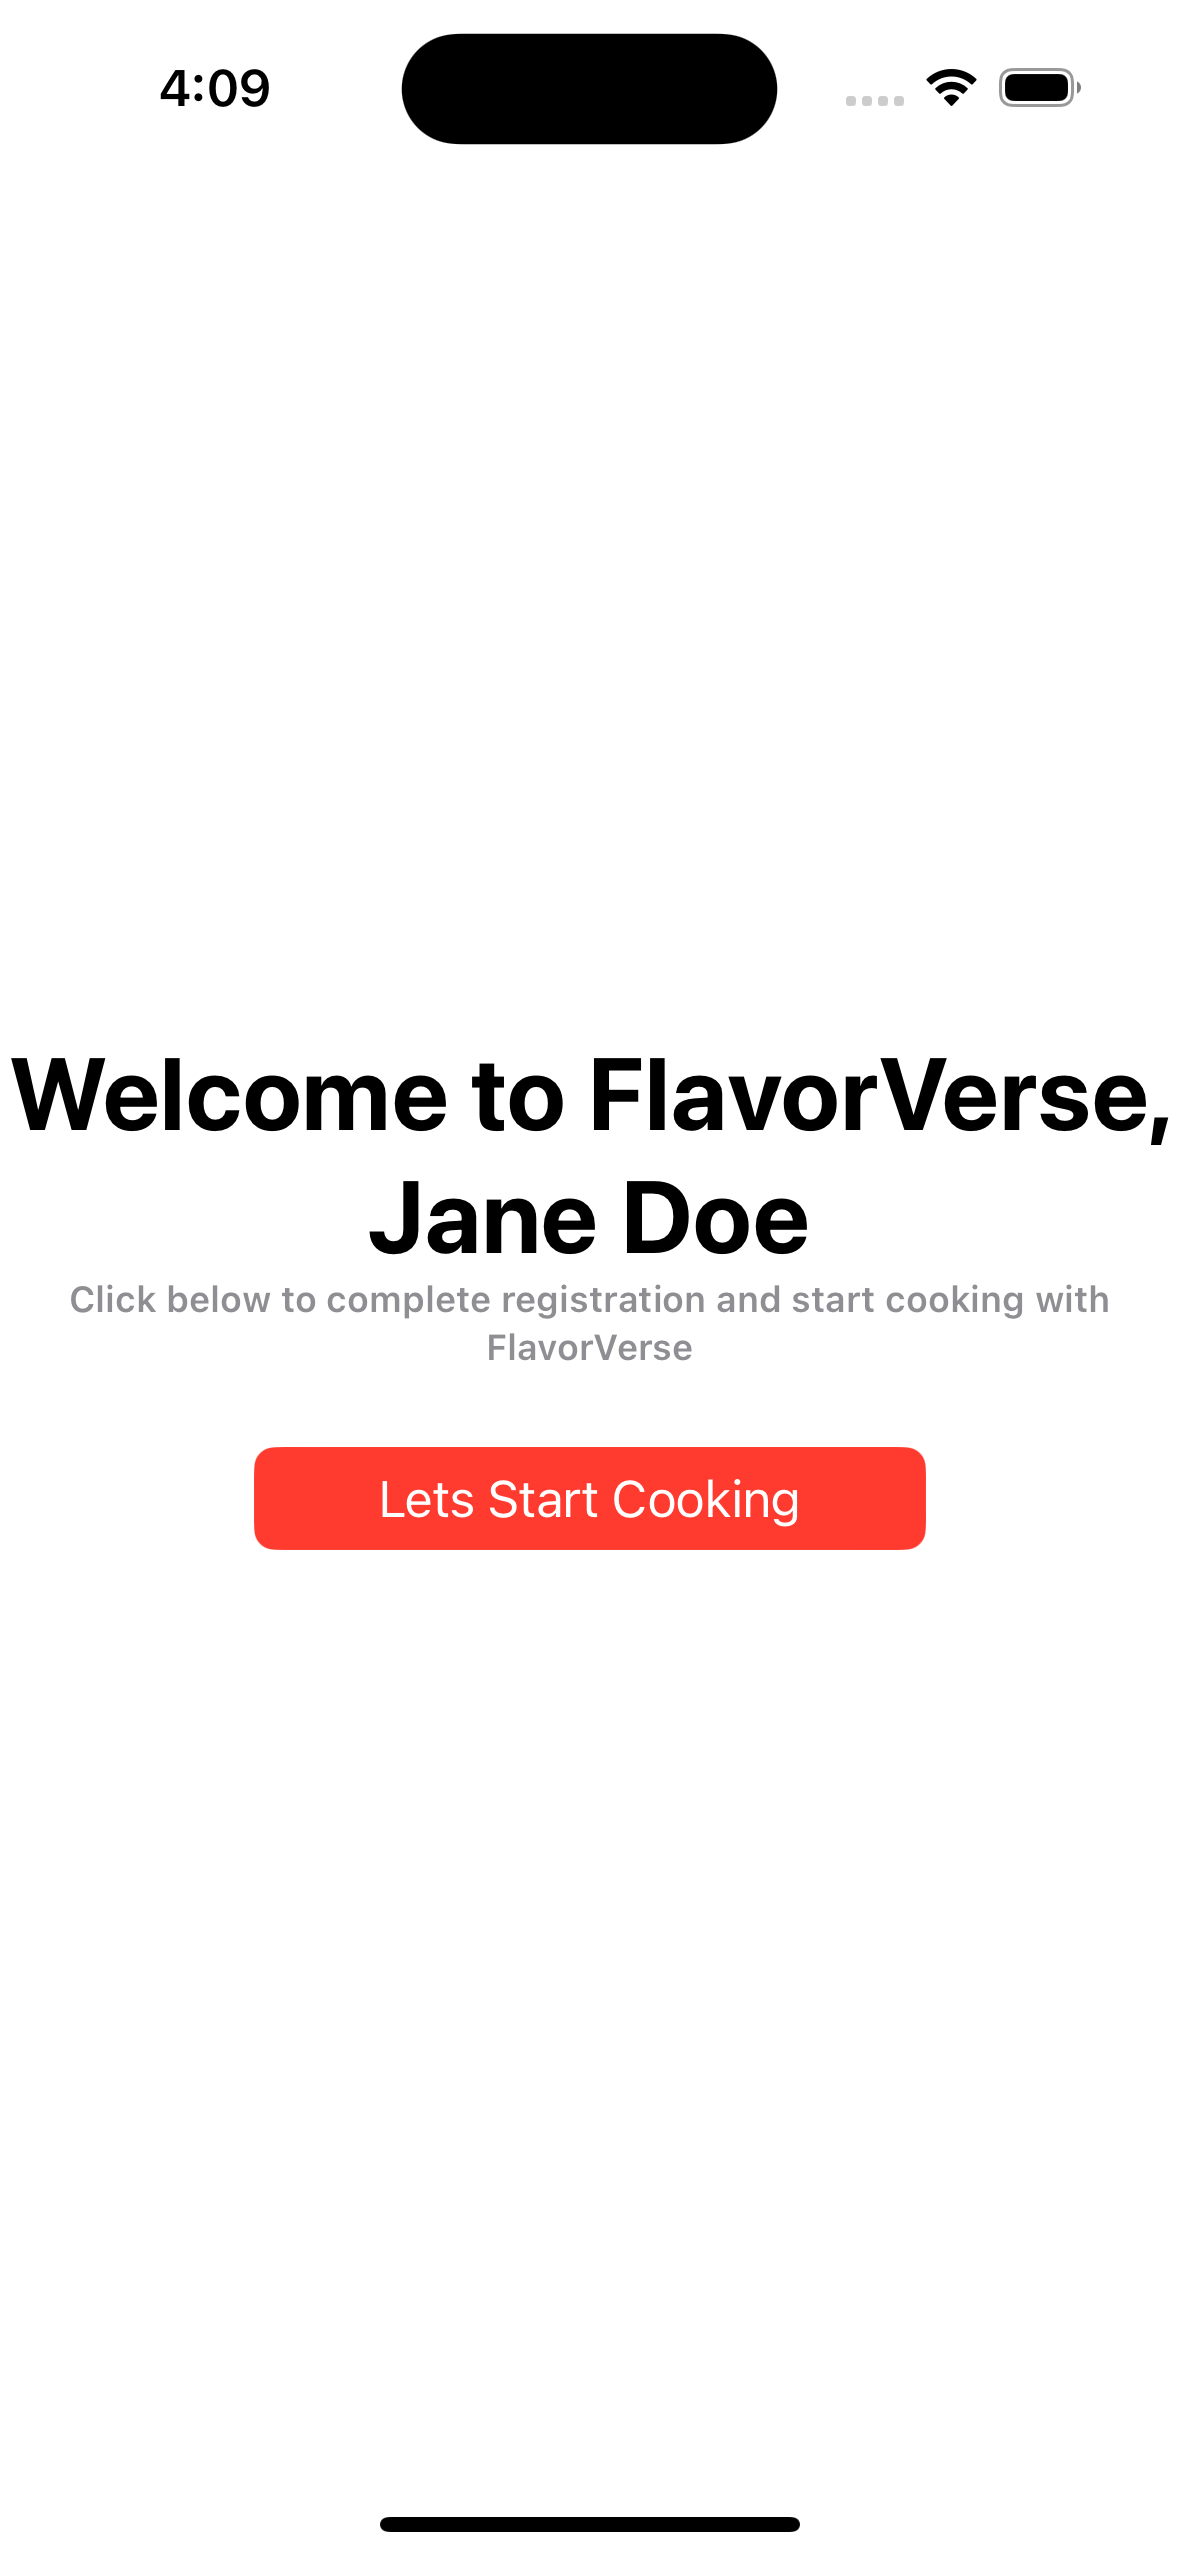 4:09
Welcome to FlavorVerse,
Jane Doe
Click below to complete registration and start cooking with
FlavorVerse
Lets Start Cooking